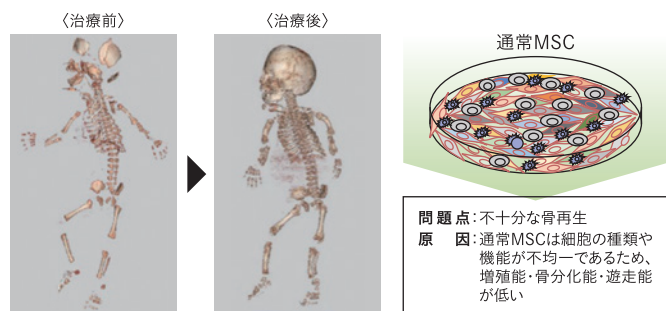 〈治療前〉
〈治療後〉
通常MSC
問題点:不十分な骨再生
原　因:通常MSCは細胞の種類や
機能が不均一であるため、
増殖能・骨分化能・遊走能
が低い